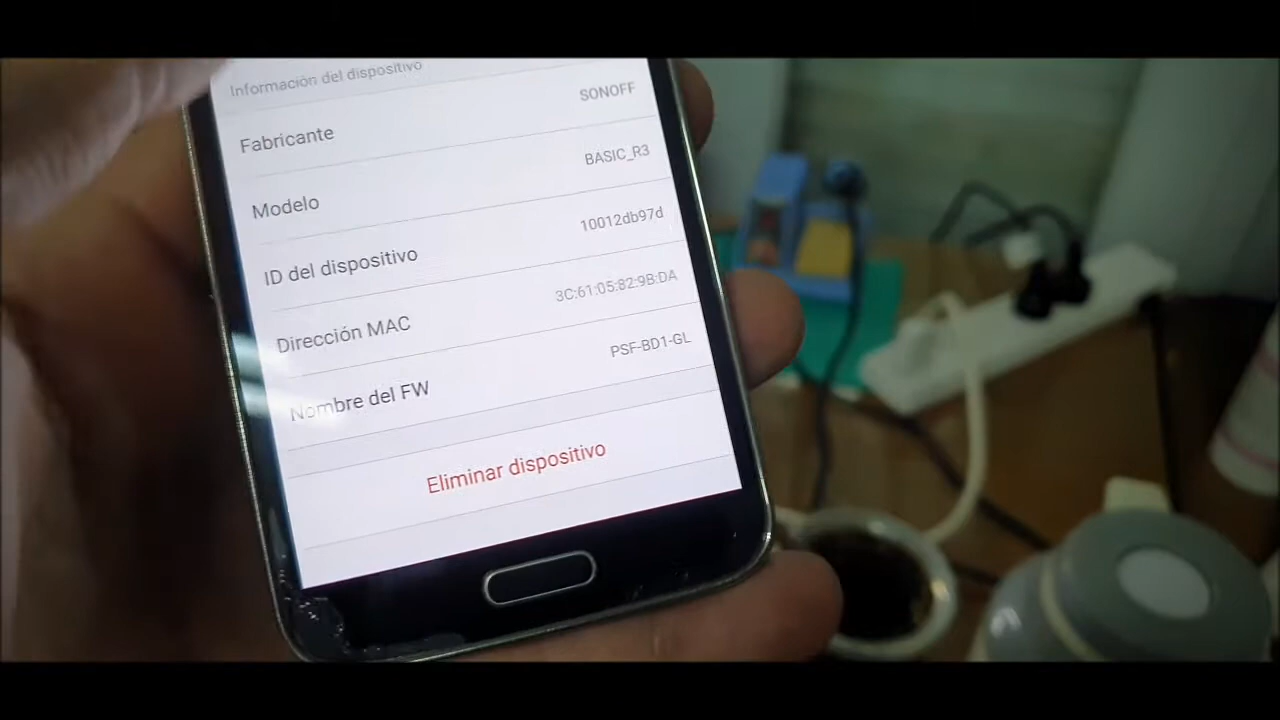 Información del dispositivo
Fabricante SONOFF
Modelo BASIC_R3
ID del dispositivo 10012db97d
Dirección MAC 3C:61:05:82:9B:DA
Nombre del FW PSF-BD1-GL
Eliminar dispositivo